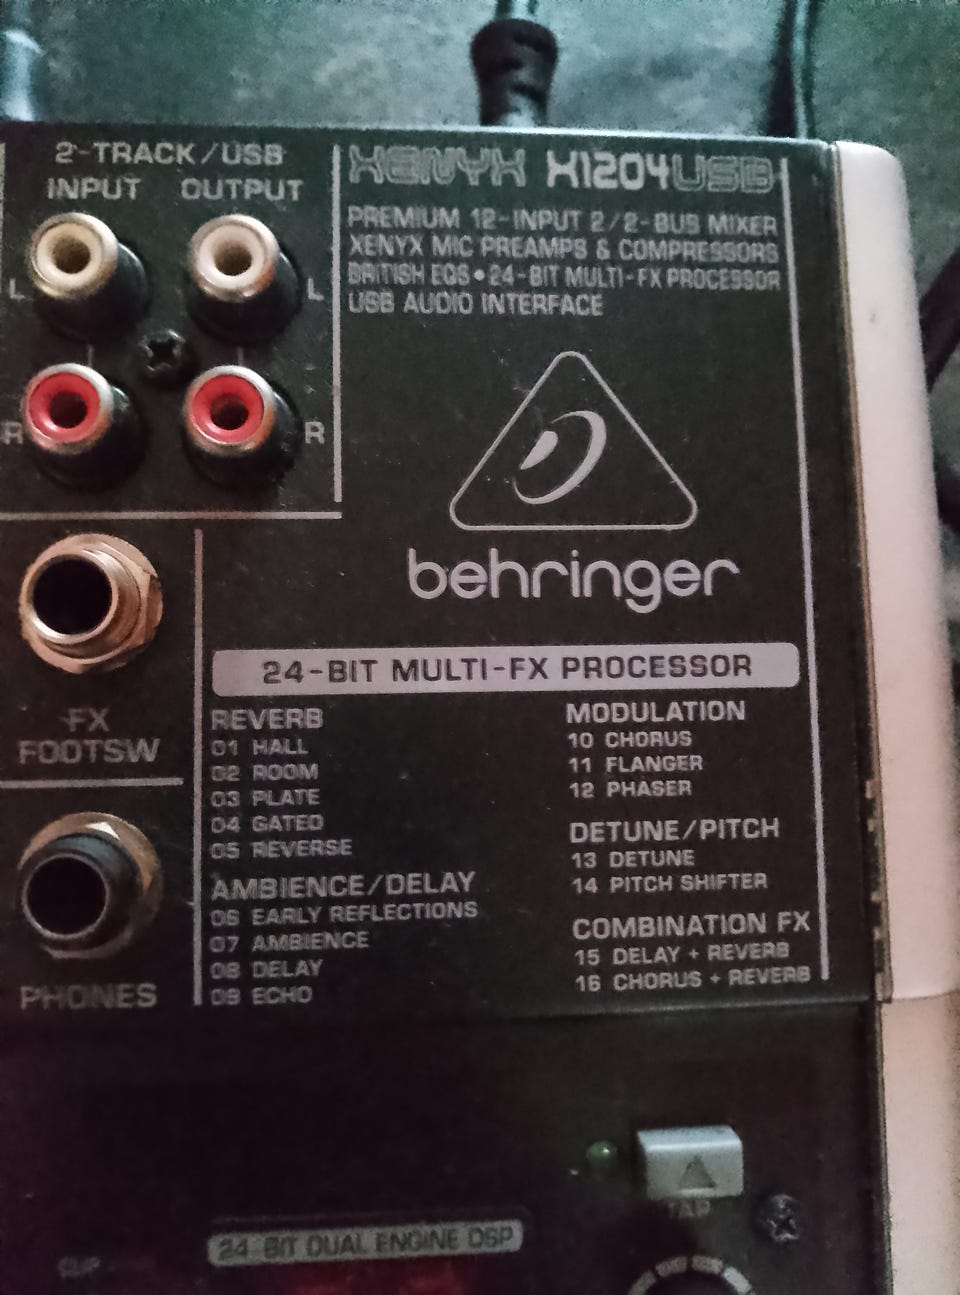 2-TRACK/USB
INPUT OUTPUT
L L
R R
XENYX X1204USB
PREMIUM 12-INPUT 2/2-BUS MIXER
XENYX MIC PREAMPS & COMPRESSORS
BRITISH EQS • 24-BIT MULTI-FX PROCESSOR
USB AUDIO INTERFACE
behringer
FX
FOOTSW
PHONES
24-BIT MULTI-FX PROCESSOR
REVERB
01 HALL
02 ROOM
03 PLATE
04 GATED
05 REVERSE
AMBIENCE/DELAY
06 EARLY REFLECTIONS
07 AMBIENCE
08 DELAY
09 ECHO
MODULATION
10 CHORUS
11 FLANGER
12 PHASER
DETUNE/PITCH
13 DETUNE
14 PITCH SHIFTER
COMBINATION FX
15 DELAY + REVERB
16 CHORUS + REVERB
TAP
24-BIT DUAL ENGINE DSP
CLIP